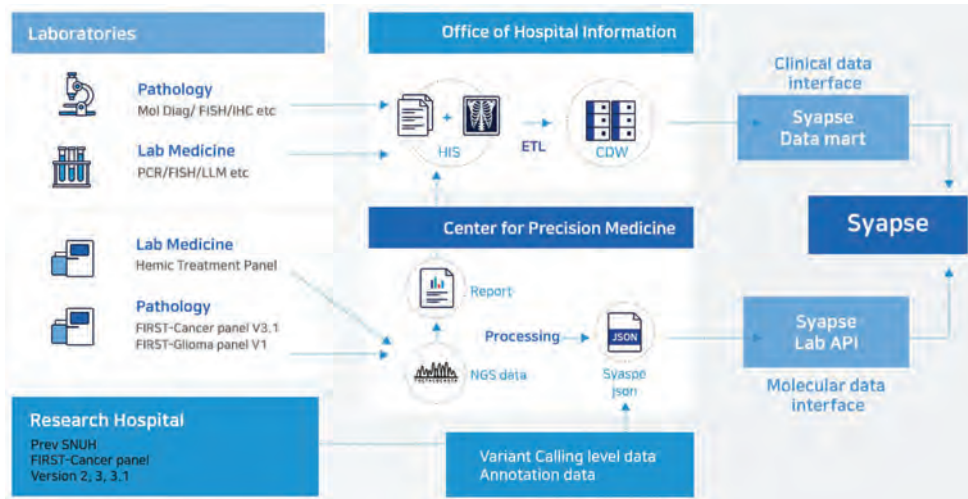 Laboratories
Pathology
Mol Diag/ FISH/IHC etc
Lab Medicine
PCR/FISH/LLM etc
Lab Medicine
Hemic Treatment Panel
Pathology
FIRST-Cancer panel V3.1
FIRST-Glioma panel V1
Research Hospital
Prev SNUH
FIRST-Cancer panel
Version 2, 3, 3.1
Office of Hospital Information
+
HIS
ETL
CDW
Center for Precision Medicine
Report
Processing
NGS data
JSON
Syaspe
json
Variant Calling level data
Annotation data
Clinical data
interface
Syapse
Data mart
Syapse
Syapse
Lab API
Molecular data
interface